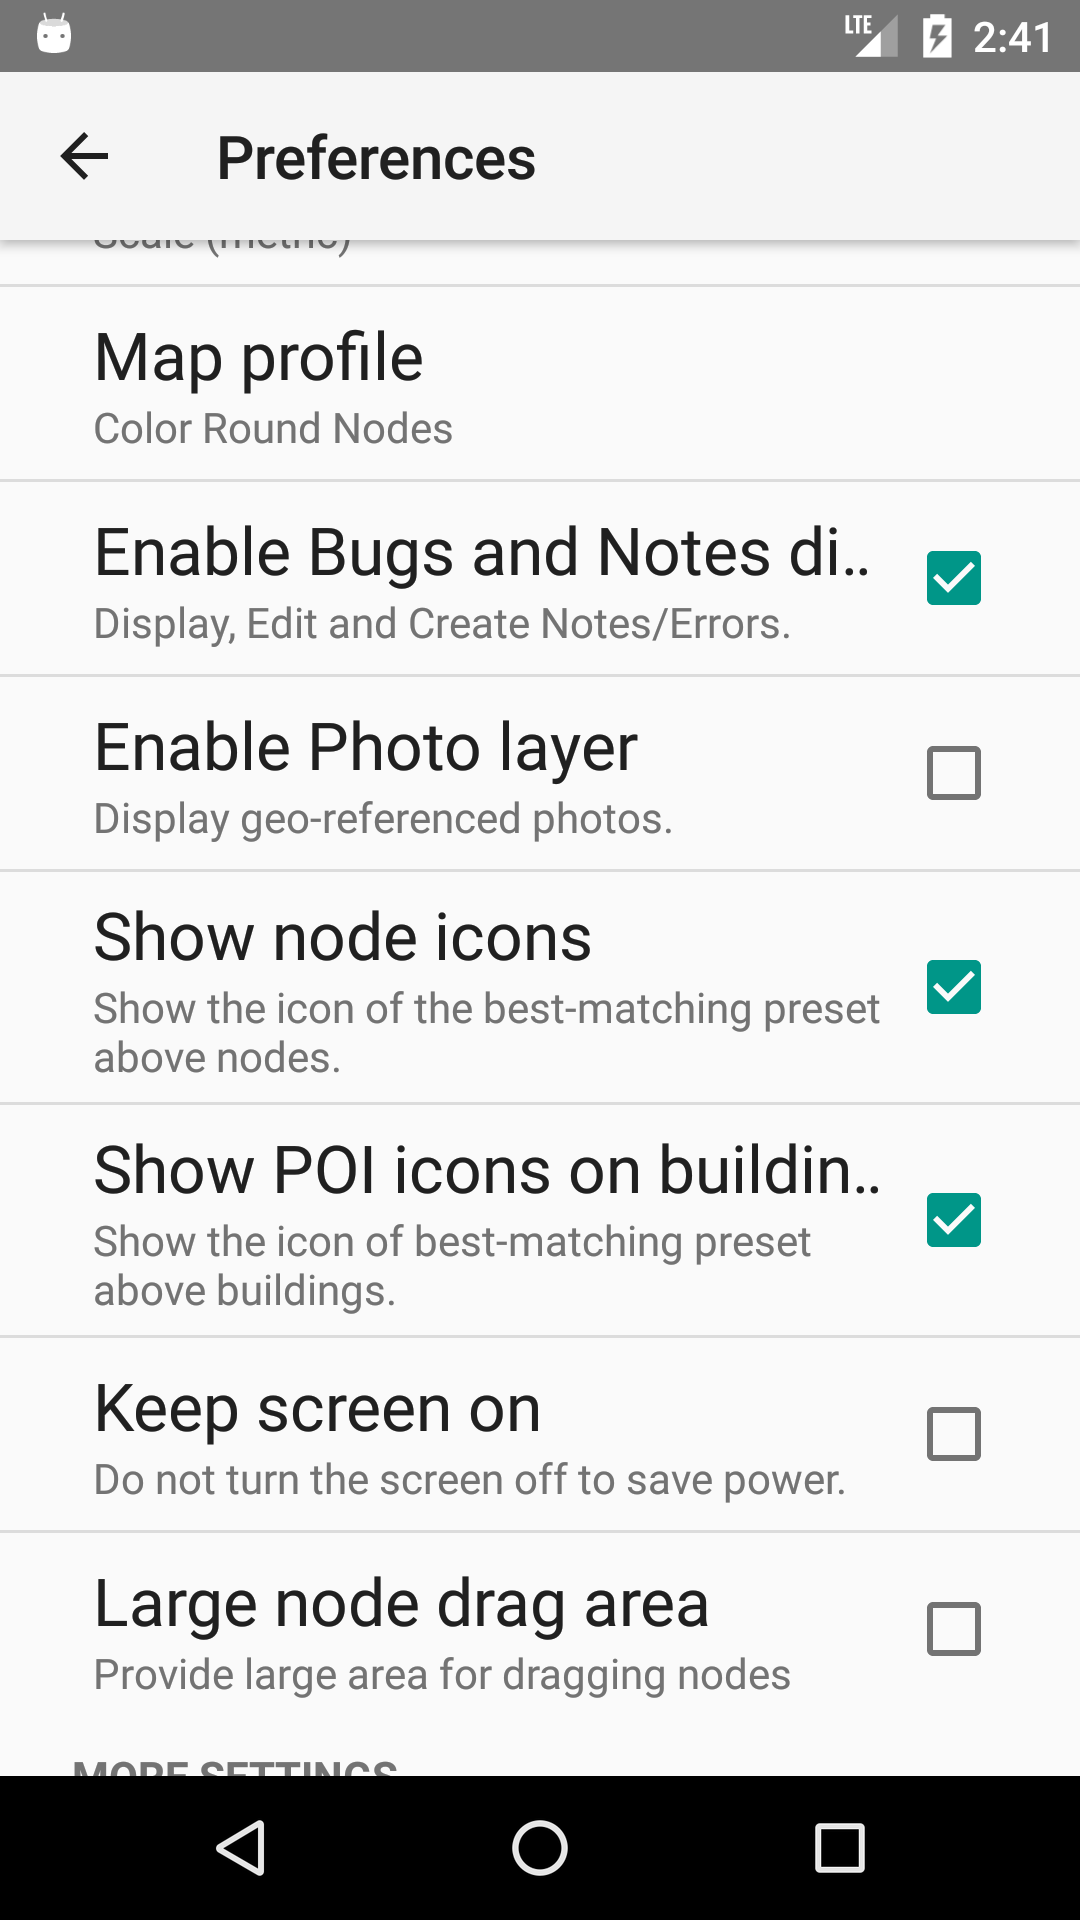 LTE 2:41
Preferences
Scale (metric)
Map profile
Color Round Nodes
Enable Bugs and Notes di..
Display, Edit and Create Notes/Errors.
Enable Photo layer
Display geo-referenced photos.
Show node icons
Show the icon of the best-matching preset
above nodes.
Show POI icons on buildin..
Show the icon of best-matching preset
above buildings.
Keep screen on
Do not turn the screen off to save power.
Large node drag area
Provide large area for dragging nodes
MORE SETTINGS